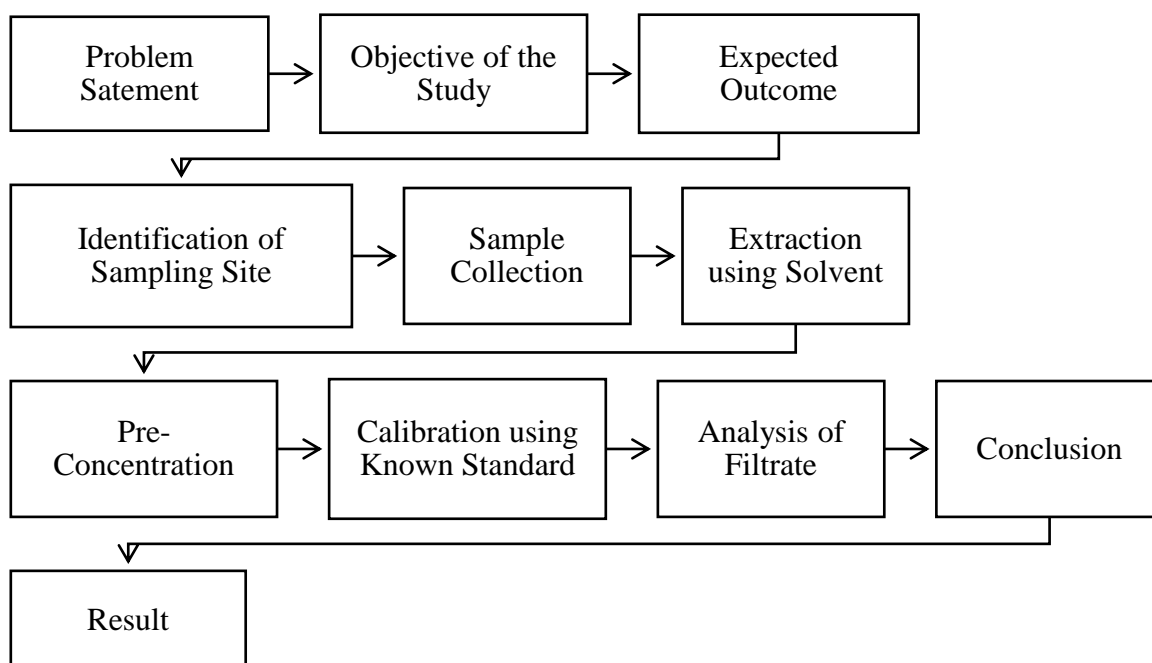 Problem
Satement
Objective of the
Study
Expected
Outcome
Identification of
Sampling Site
Sample
Collection
Extraction
using Solvent
Pre-
Concentration
Calibration using
Known Standard
Analysis of
Filtrate
Conclusion
Result